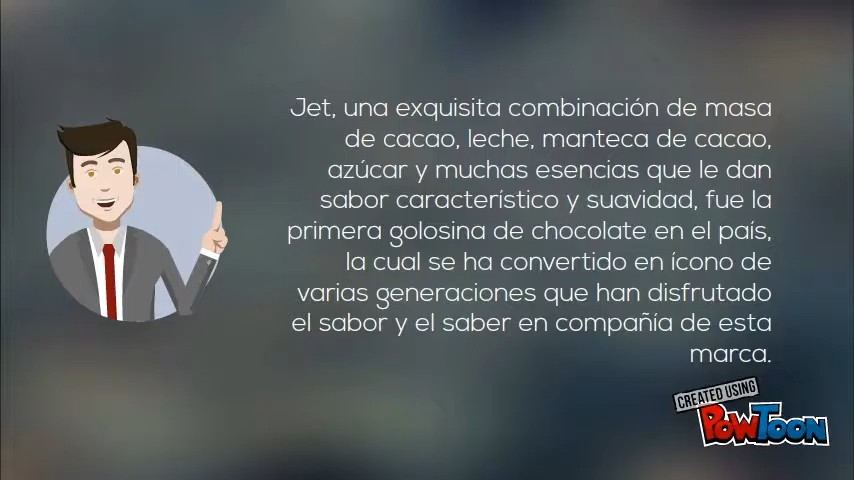 Jet, una exquisita combinación de masa
de cacao, leche, manteca de cacao,
azúcar y muchas esencias que le dan
sabor característico y suavidad, fue la
primera golosina de chocolate en el país,
la cual se ha convertido en ícono de
varias generaciones que han disfrutado
el sabor y el saber en compañía de esta
marca.
CREATED USING
POWTOON